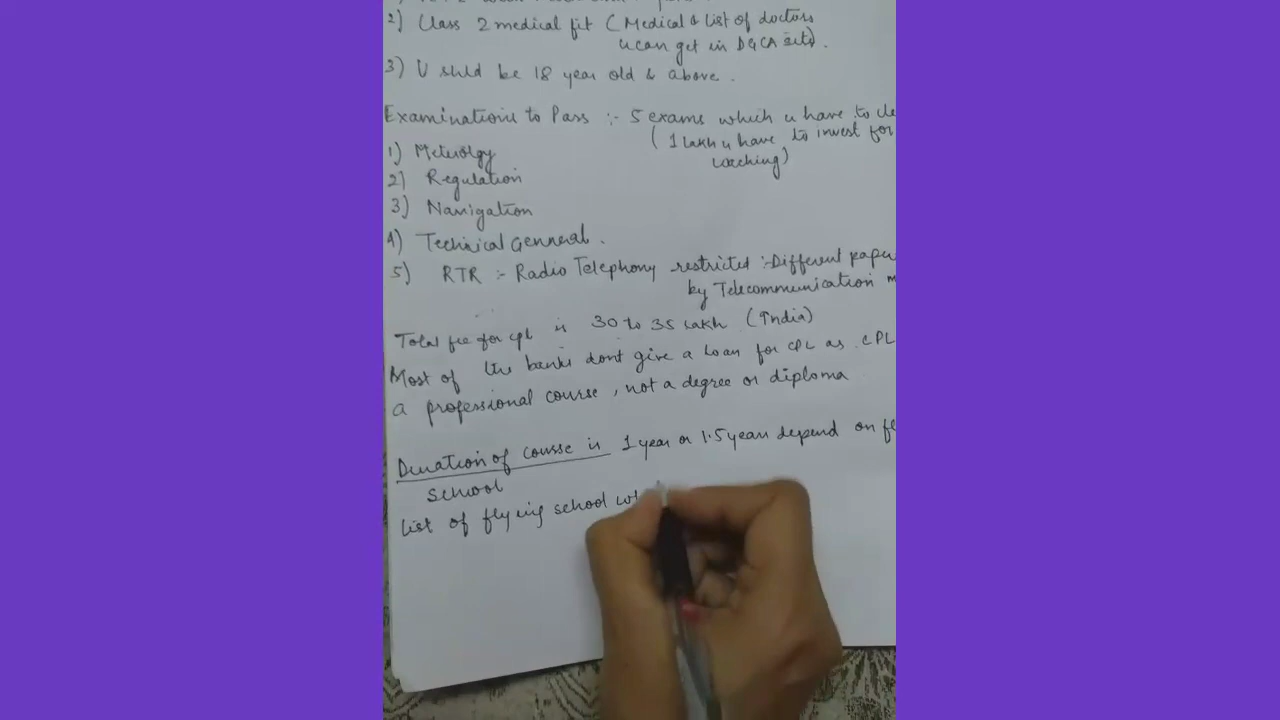 2) Class 2 medical fit ( Medical & list of doctors
u can get in DGCA site) .
3) U shld be 18 year old & above .
Examinations to Pass :- 5 exams which u have to cle
( 1 lakh u have to invest for
coaching)
1) Meterolgy
2) Regulation
3) Navigation
4) Technical General .
5) RTR :- Radio Telephony restricted :- Different paper
by Telecommunication m
Total fee for cpl is 30 to 35 lakh (India)
Most of the banks dont give a loan for CPL as CPL
a professional course, not a degree or diploma
Duration of course is 1 year or 1.5 year depend on fl
school
List of flying school wh